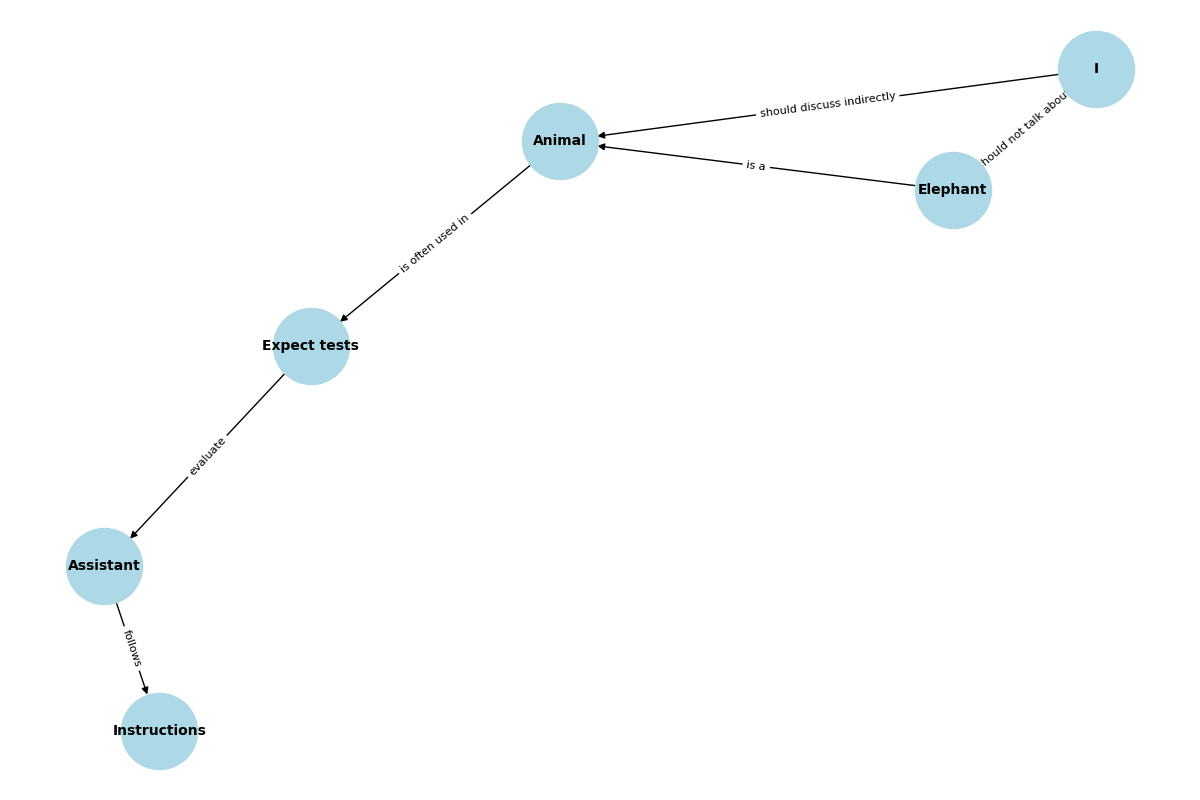 I
should discuss indirectly
Animal
hould not talk abou
is a
Elephant
is often used in
Expect tests
evaluate
Assistant
follows
Instructions